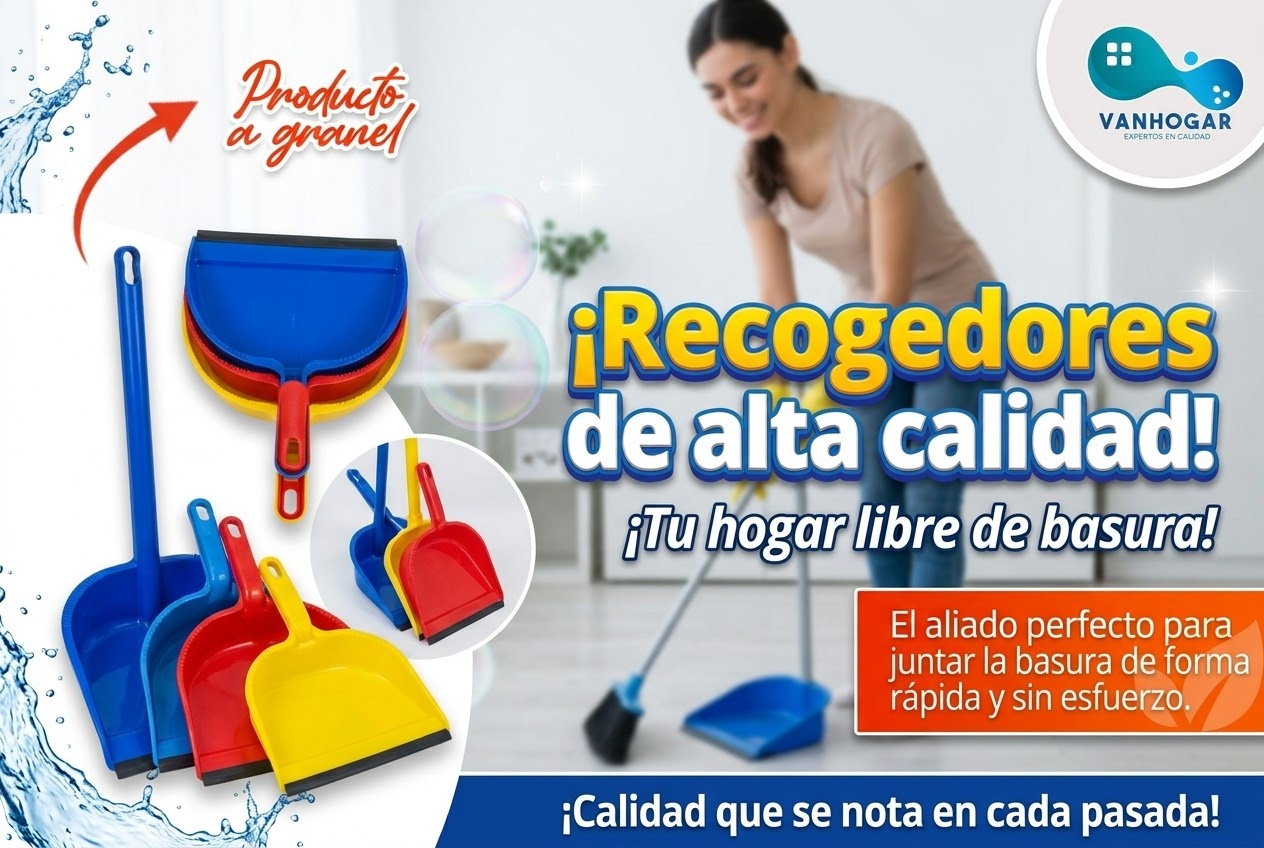 Producto
a granel
VANHOGAR
EXPERTOS EN CALIDAD
¡Recogedores
de alta calidad!
¡Tu hogar libre de basura!
El aliado perfecto para
juntar la basura de forma
rápida y sin esfuerzo.
¡Calidad que se nota en cada pasada!